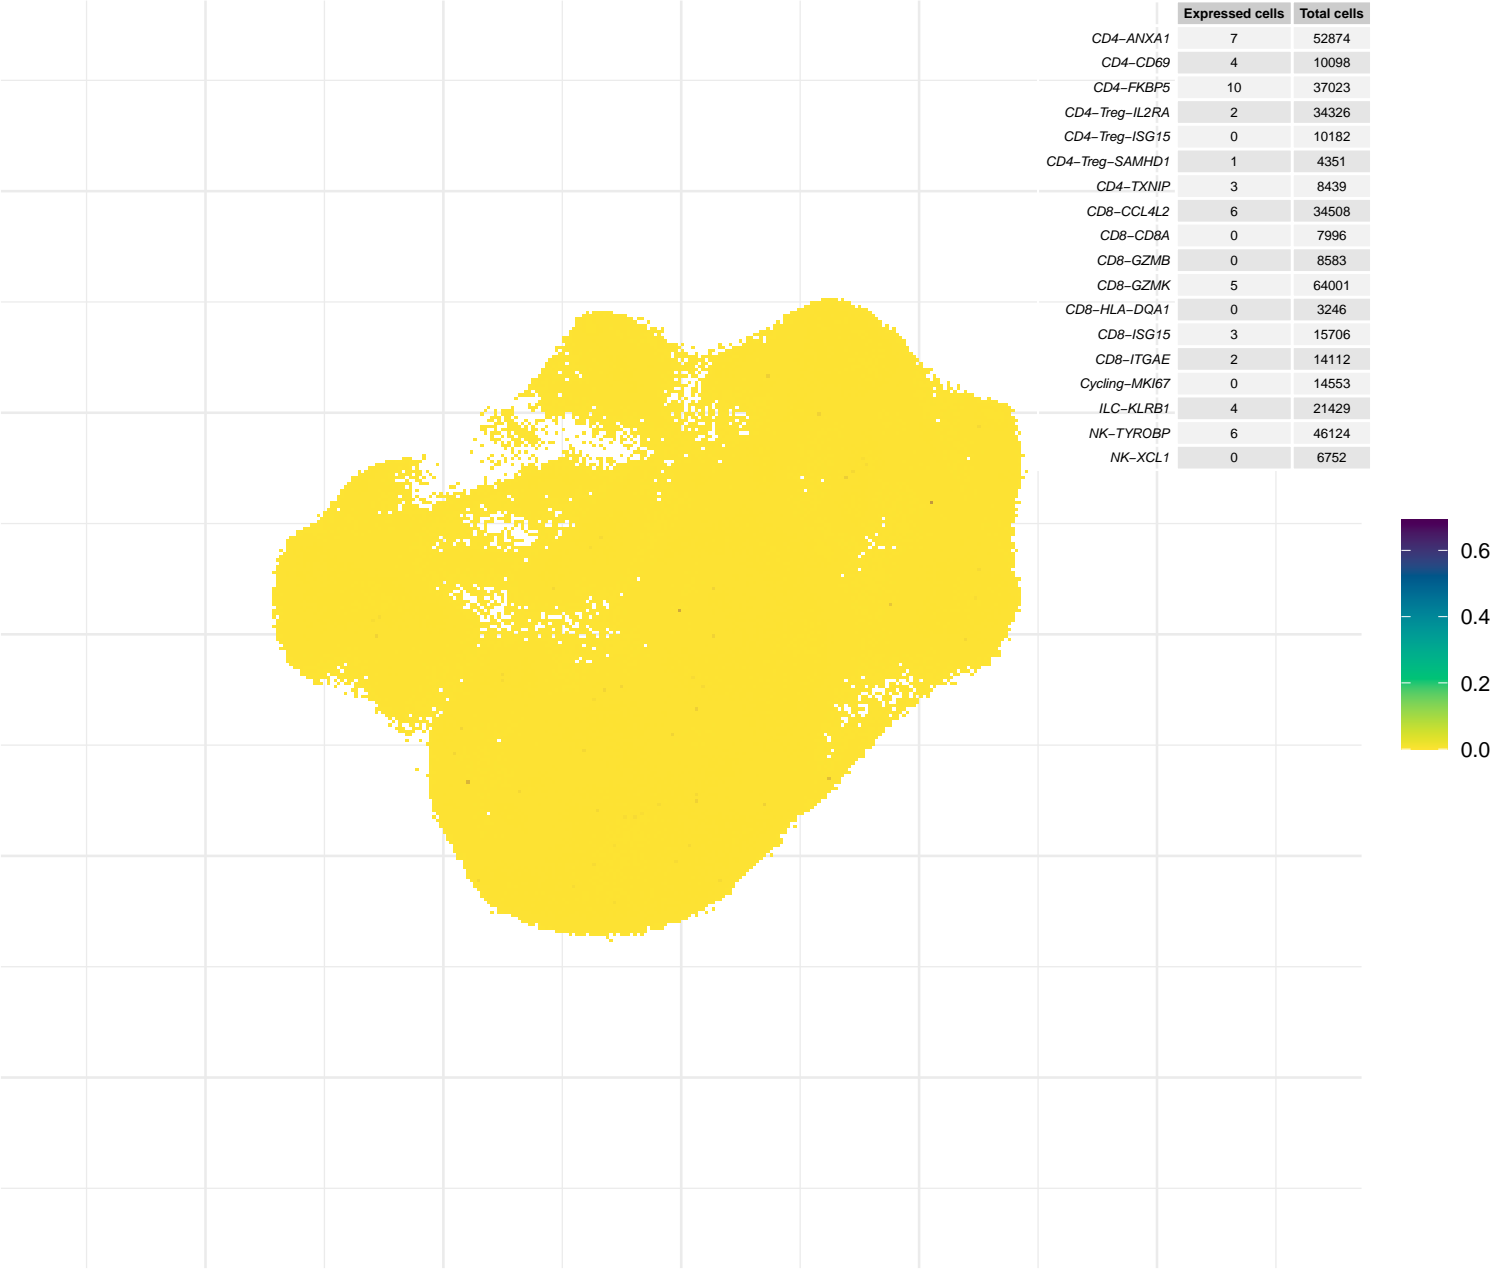 Expressed cells Total cells
CD4−ANXA1 7 52874
CD4−CD69 4 10098
CD4−FKBP5 10 37023
CD4−Treg−IL2RA 2 34326
CD4−Treg−ISG15 0 10182
CD4−Treg−SAMHD1 1 4351
CD4−TXNIP 3 8439
CD8−CCL4L2 6 34508
CD8−CD8A 0 7996
CD8−GZMB 0 8583
CD8−GZMK 5 64001
CD8−HLA−DQA1 0 3246
CD8−ISG15 3 15706
CD8−ITGAE 2 14112
Cycling−MKI67 0 14553
ILC−KLRB1 4 21429
NK−TYROBP 6 46124
NK−XCL1 0 6752
0.6
0.4
0.2
0.0